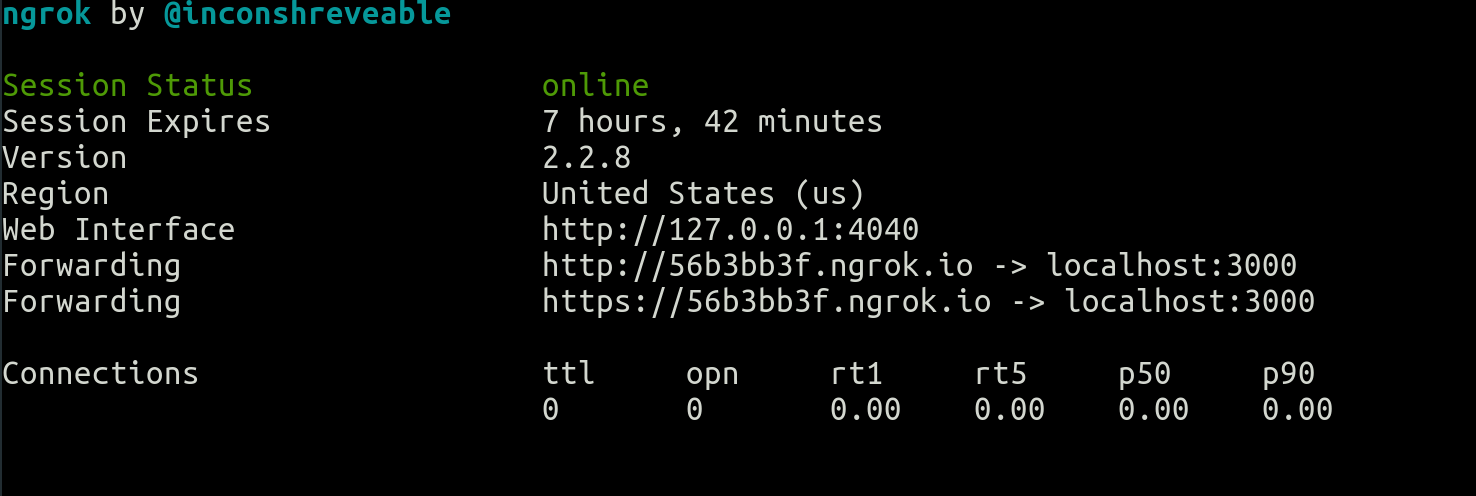 ngrok by @inconshreveable
Session Status online
Session Expires 7 hours, 42 minutes
Version 2.2.8
Region United States (us)
Web Interface http://127.0.0.1:4040
Forwarding http://56b3bb3f.ngrok.io -> localhost:3000
Forwarding https://56b3bb3f.ngrok.io -> localhost:3000
Connections ttl opn rt1 rt5 p50 p90
0 0 0.00 0.00 0.00 0.00